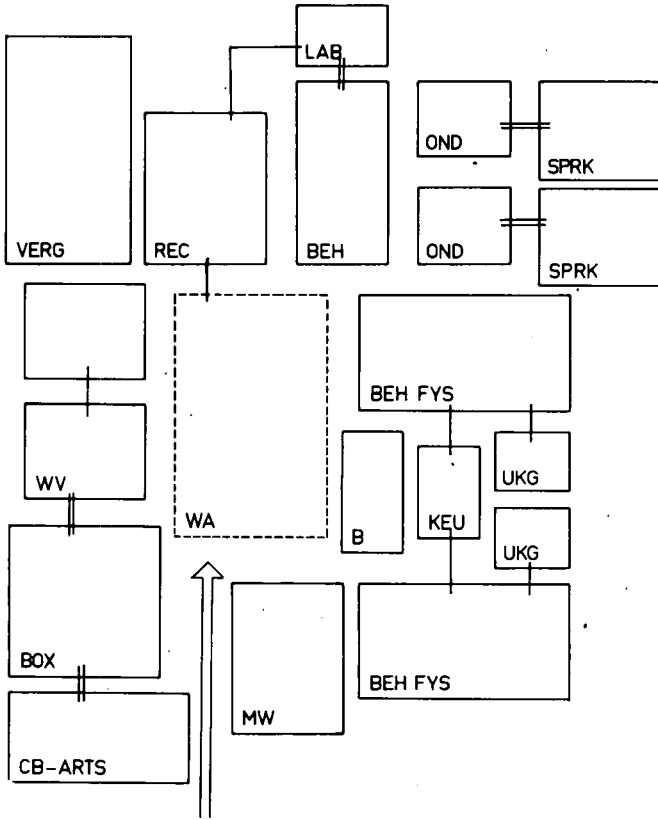 LAB
OND
SPRK
VERG
REC
BEH
OND
SPRK
BEH FYS
WV
UKG
WA
B
KEU
UKG
BOX
BEH FYS
MW
CB-ARTS